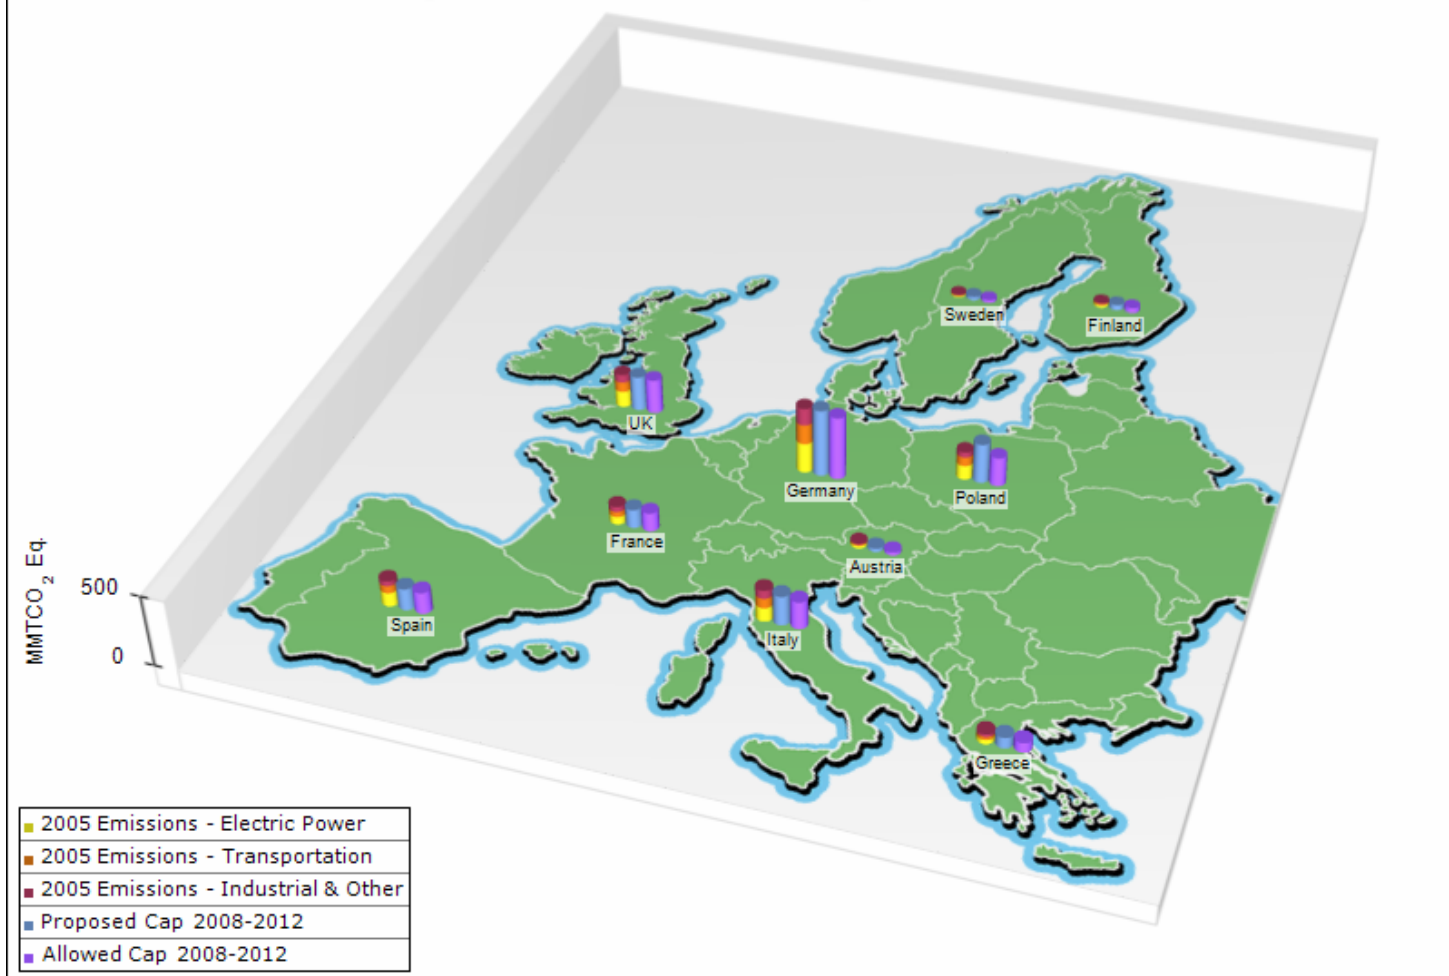 Sweden
Finland
UK
Germany
Poland
France
Austria
Spain
Italy
Greece
MMTCO2 Eq.
500
0
2005 Emissions - Electric Power
2005 Emissions - Transportation
2005 Emissions - Industrial & Other
Proposed Cap 2008-2012
Allowed Cap 2008-2012